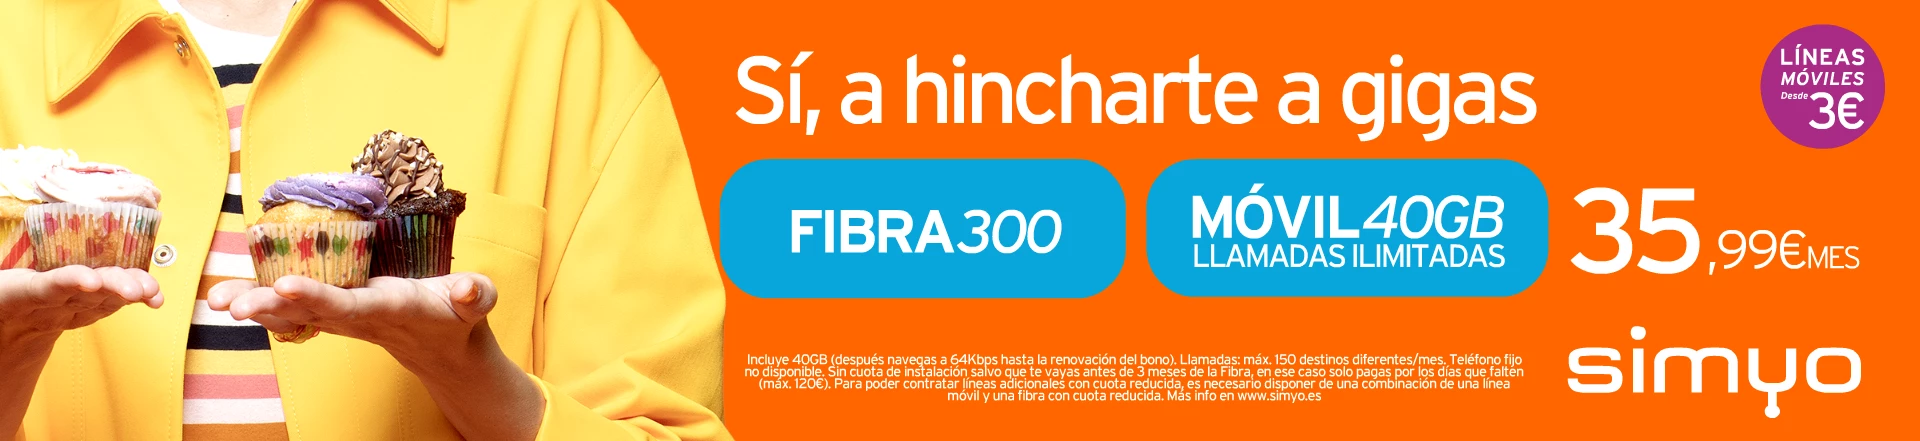 Sí, a hincharte a gigas
LÍNEAS
MÓVILES
Desde 3€
FIBRA300
MÓVIL40GB
LLAMADAS ILIMITADAS
35,99€MES
Incluye 40GB (después navegas a 64Kbps hasta la renovación del bono). Llamadas: máx. 150 destinos diferentes/mes. Teléfono fijo
no disponible. Sin cuota de instalación salvo que te vayas antes de 3 meses de la Fibra, en ese caso solo pagas por los días que falten
(máx. 120€). Para poder contratar líneas adicionales con cuota reducida, es necesario disponer de una combinación de una línea
móvil y una fibra con cuota reducida. Más info en www.simyo.es
simyo